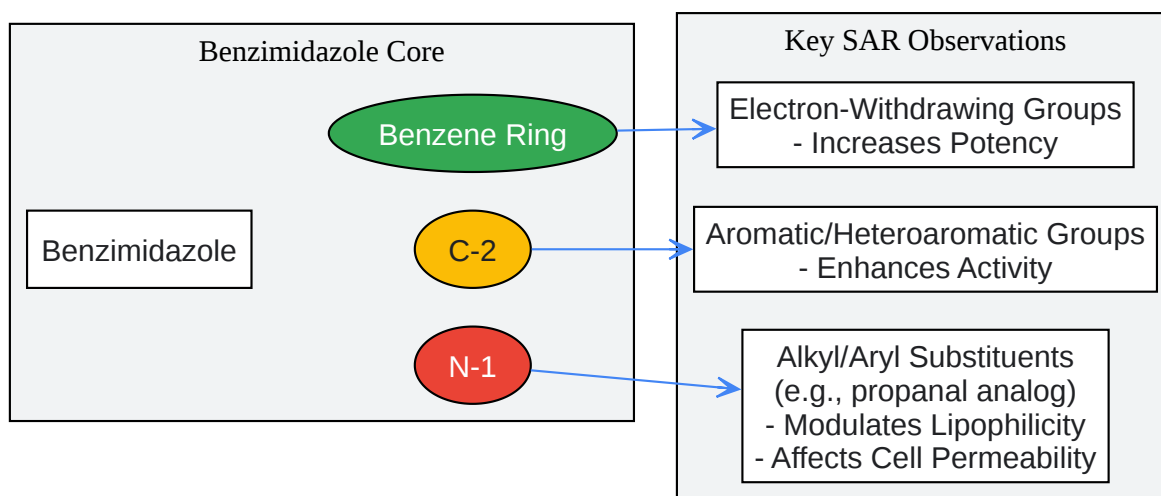 Benzimidazole Core
Benzene Ring
Benzimidazole
C-2
N-1
Key SAR Observations
Electron-Withdrawing Groups
- Increases Potency
Aromatic/Heteroaromatic Groups
- Enhances Activity
Alkyl/Aryl Substituents
(e.g., propanal analog)
- Modulates Lipophilicity
- Affects Cell Permeability